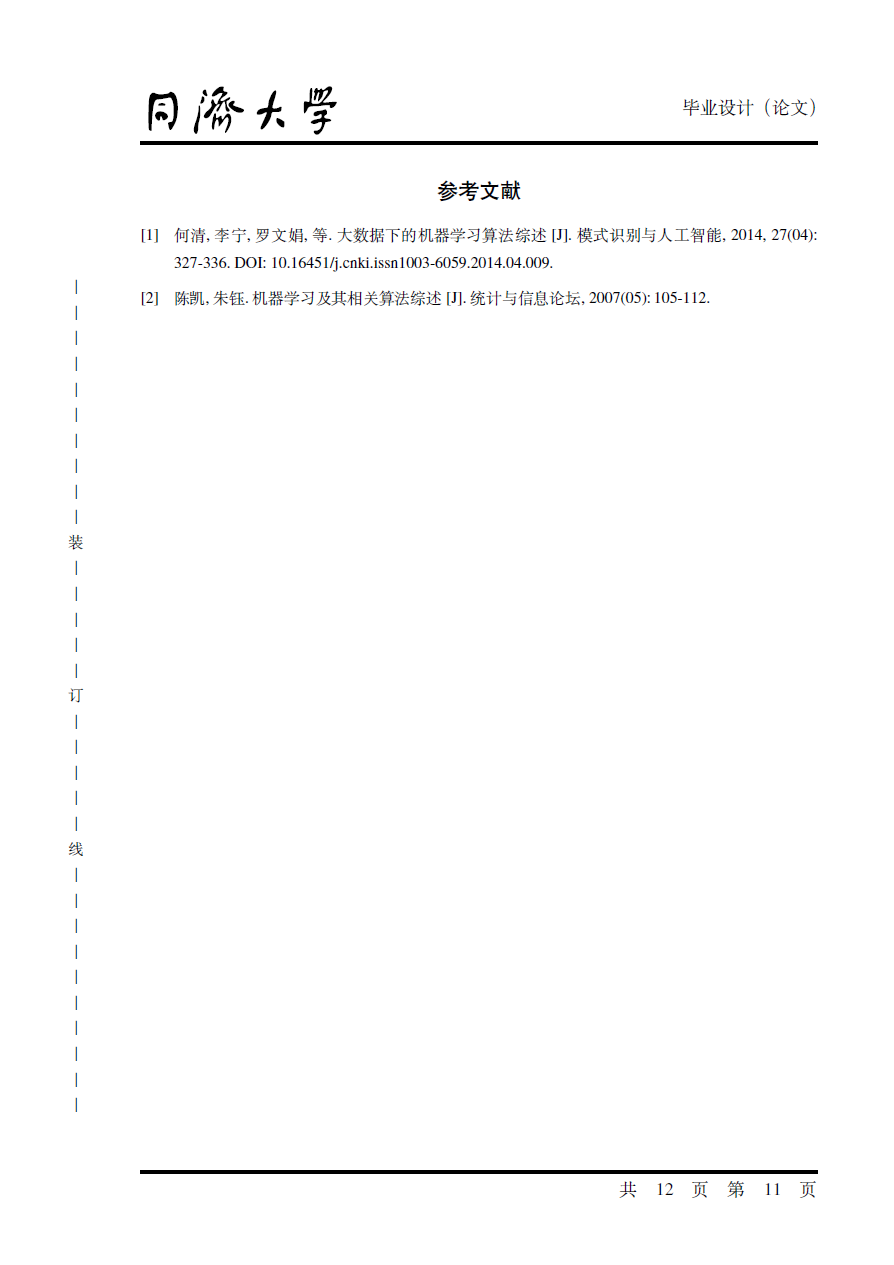 同濟大学
毕业设计（论文）
参考文献
[1] 何清, 李宁, 罗文娟, 等. 大数据下的机器学习算法综述 [J]. 模式识别与人工智能, 2014, 27(04):
327-336. DOI: 10.16451/j.cnki.issn1003-6059.2014.04.009.
[2] 陈凯, 朱钰. 机器学习及其相关算法综述 [J]. 统计与信息论坛, 2007(05): 105-112.
装
订
线
共 12 页 第 11 页